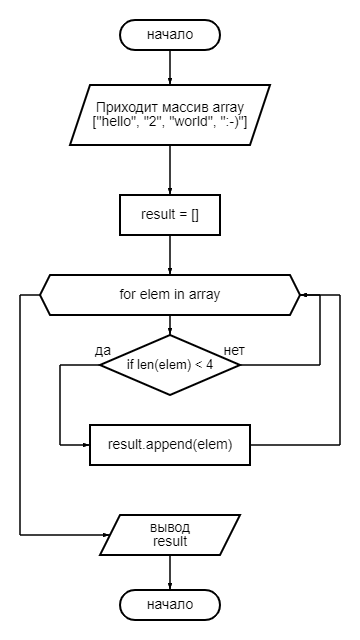 начало
Приходит массив array
["hello", "2", "world", ":-)"]
result = []
for elem in array
да
нет
if len(elem) < 4
result.append(elem)
вывод
result
начало